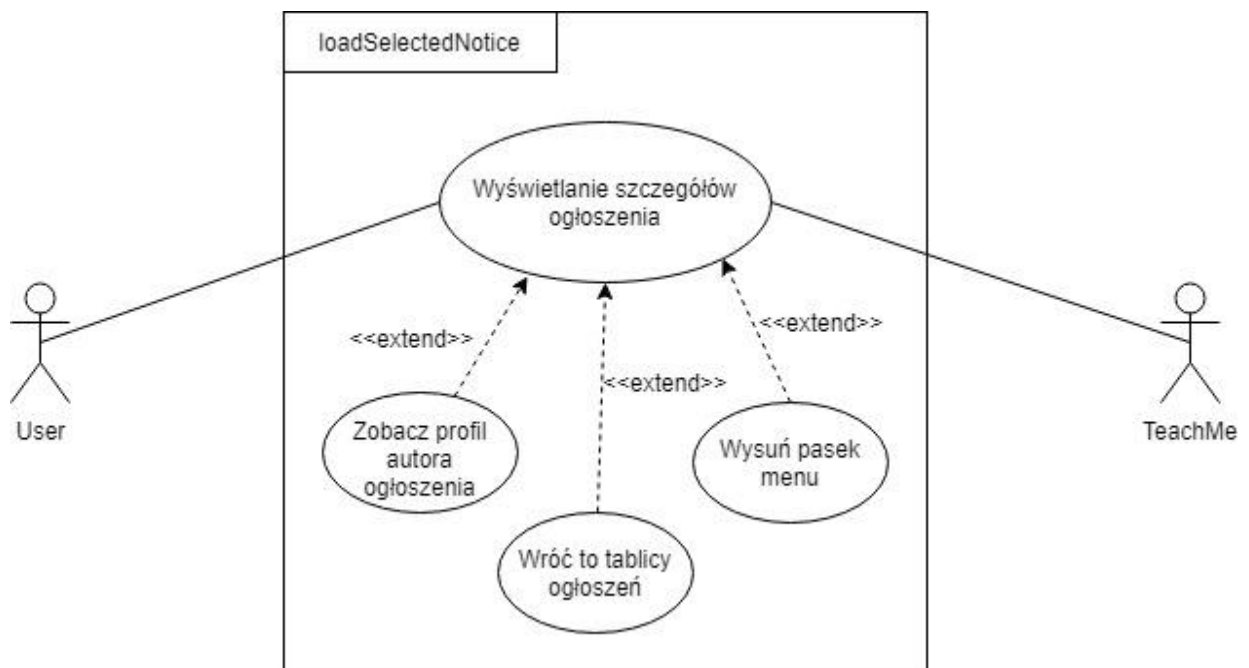 loadSelectedNotice
Wyświetlanie szczegółów
ogłoszenia
<<extend>>
<<extend>>
<<extend>>
User
Zobacz profil
autora
ogłoszenia
Wysuń pasek
menu
TeachMe
Wróć to tablicy
ogłoszeń